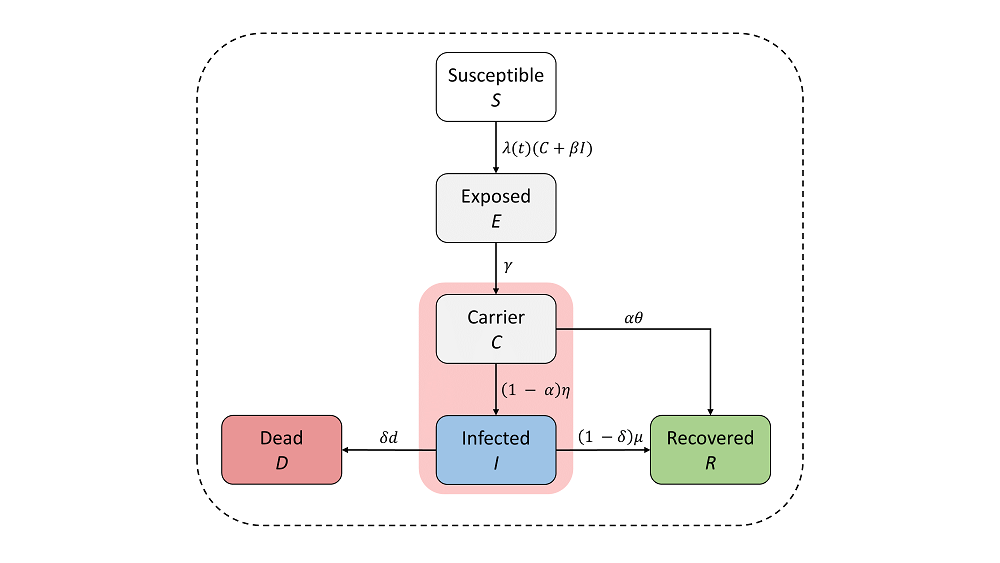 Susceptible
S
λ(t)(C + βI)
Exposed
E
γ
Carrier
C
αθ
(1 − α)η
Dead
D
δd
Infected
I
(1 − δ)μ
Recovered
R